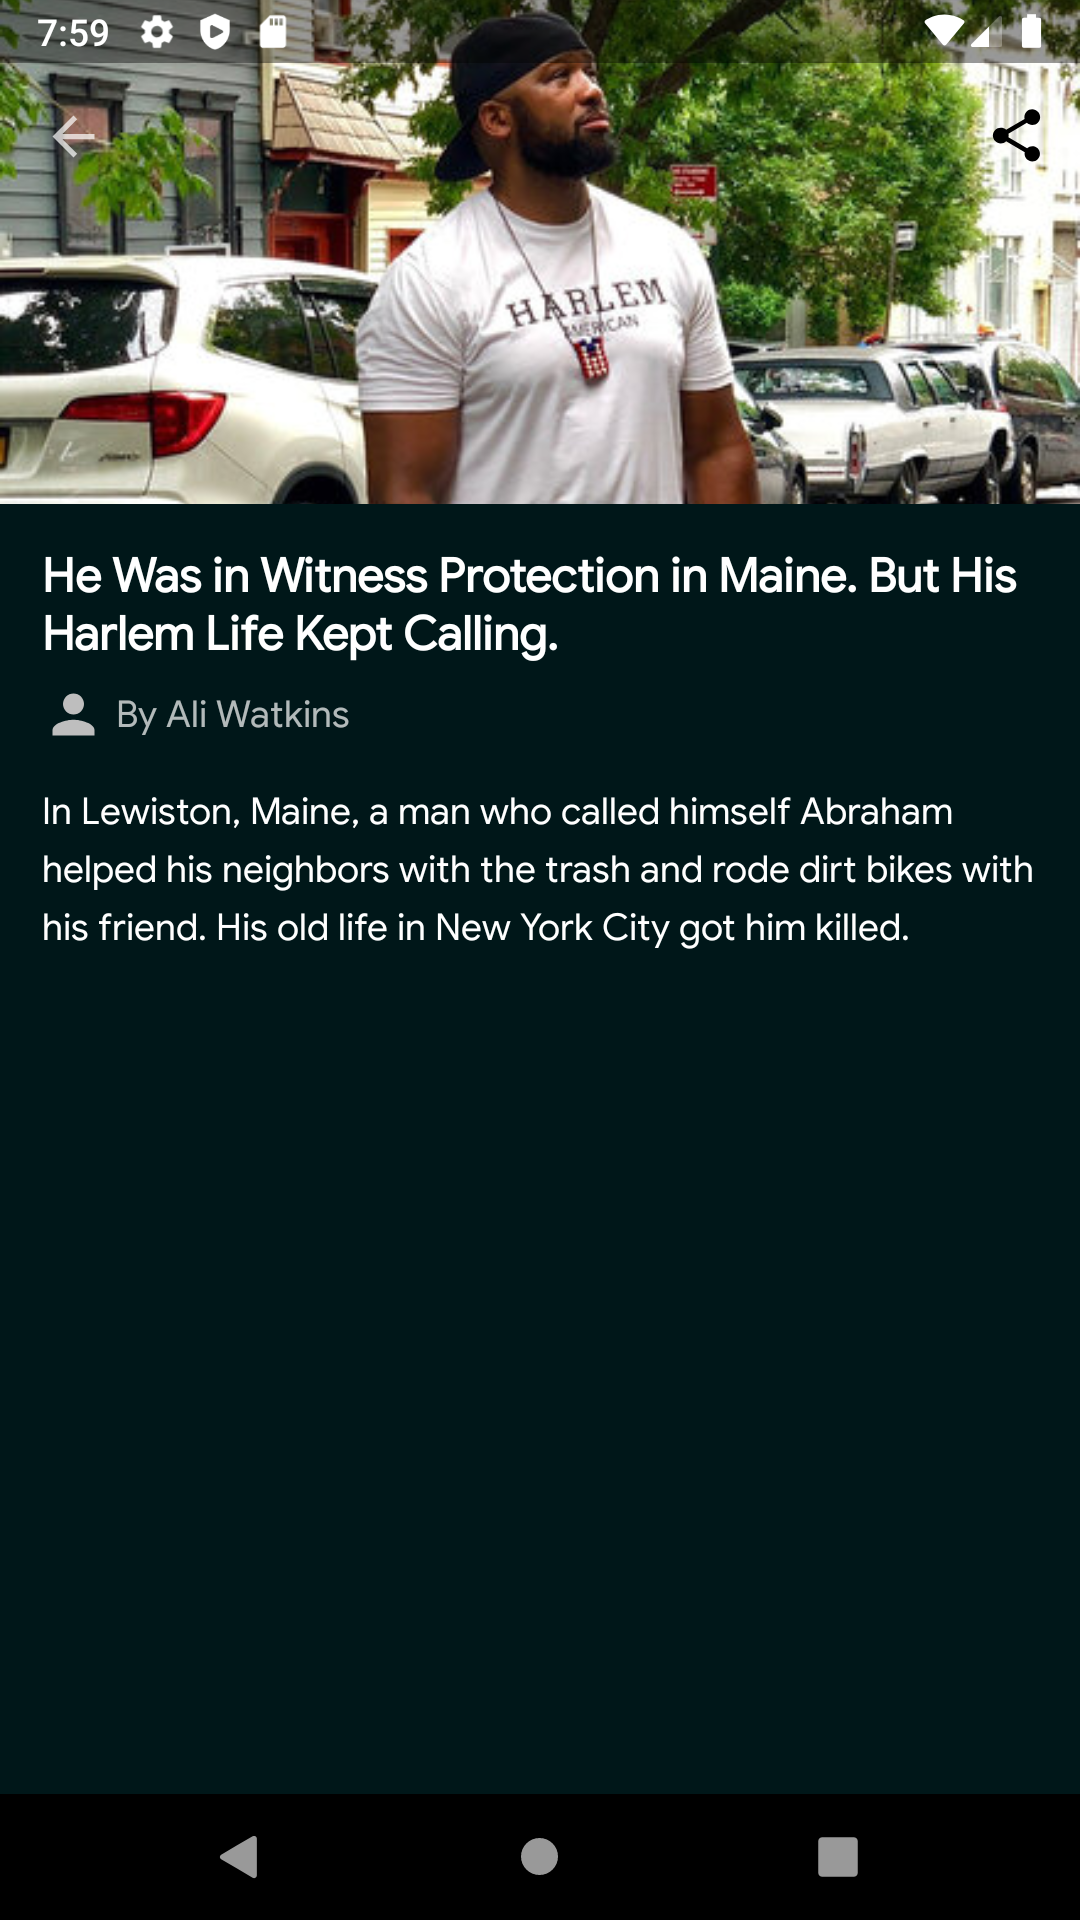 7:59
HARLEM
AMERICAN
He Was in Witness Protection in Maine. But His
Harlem Life Kept Calling.
By Ali Watkins
In Lewiston, Maine, a man who called himself Abraham
helped his neighbors with the trash and rode dirt bikes with
his friend. His old life in New York City got him killed.